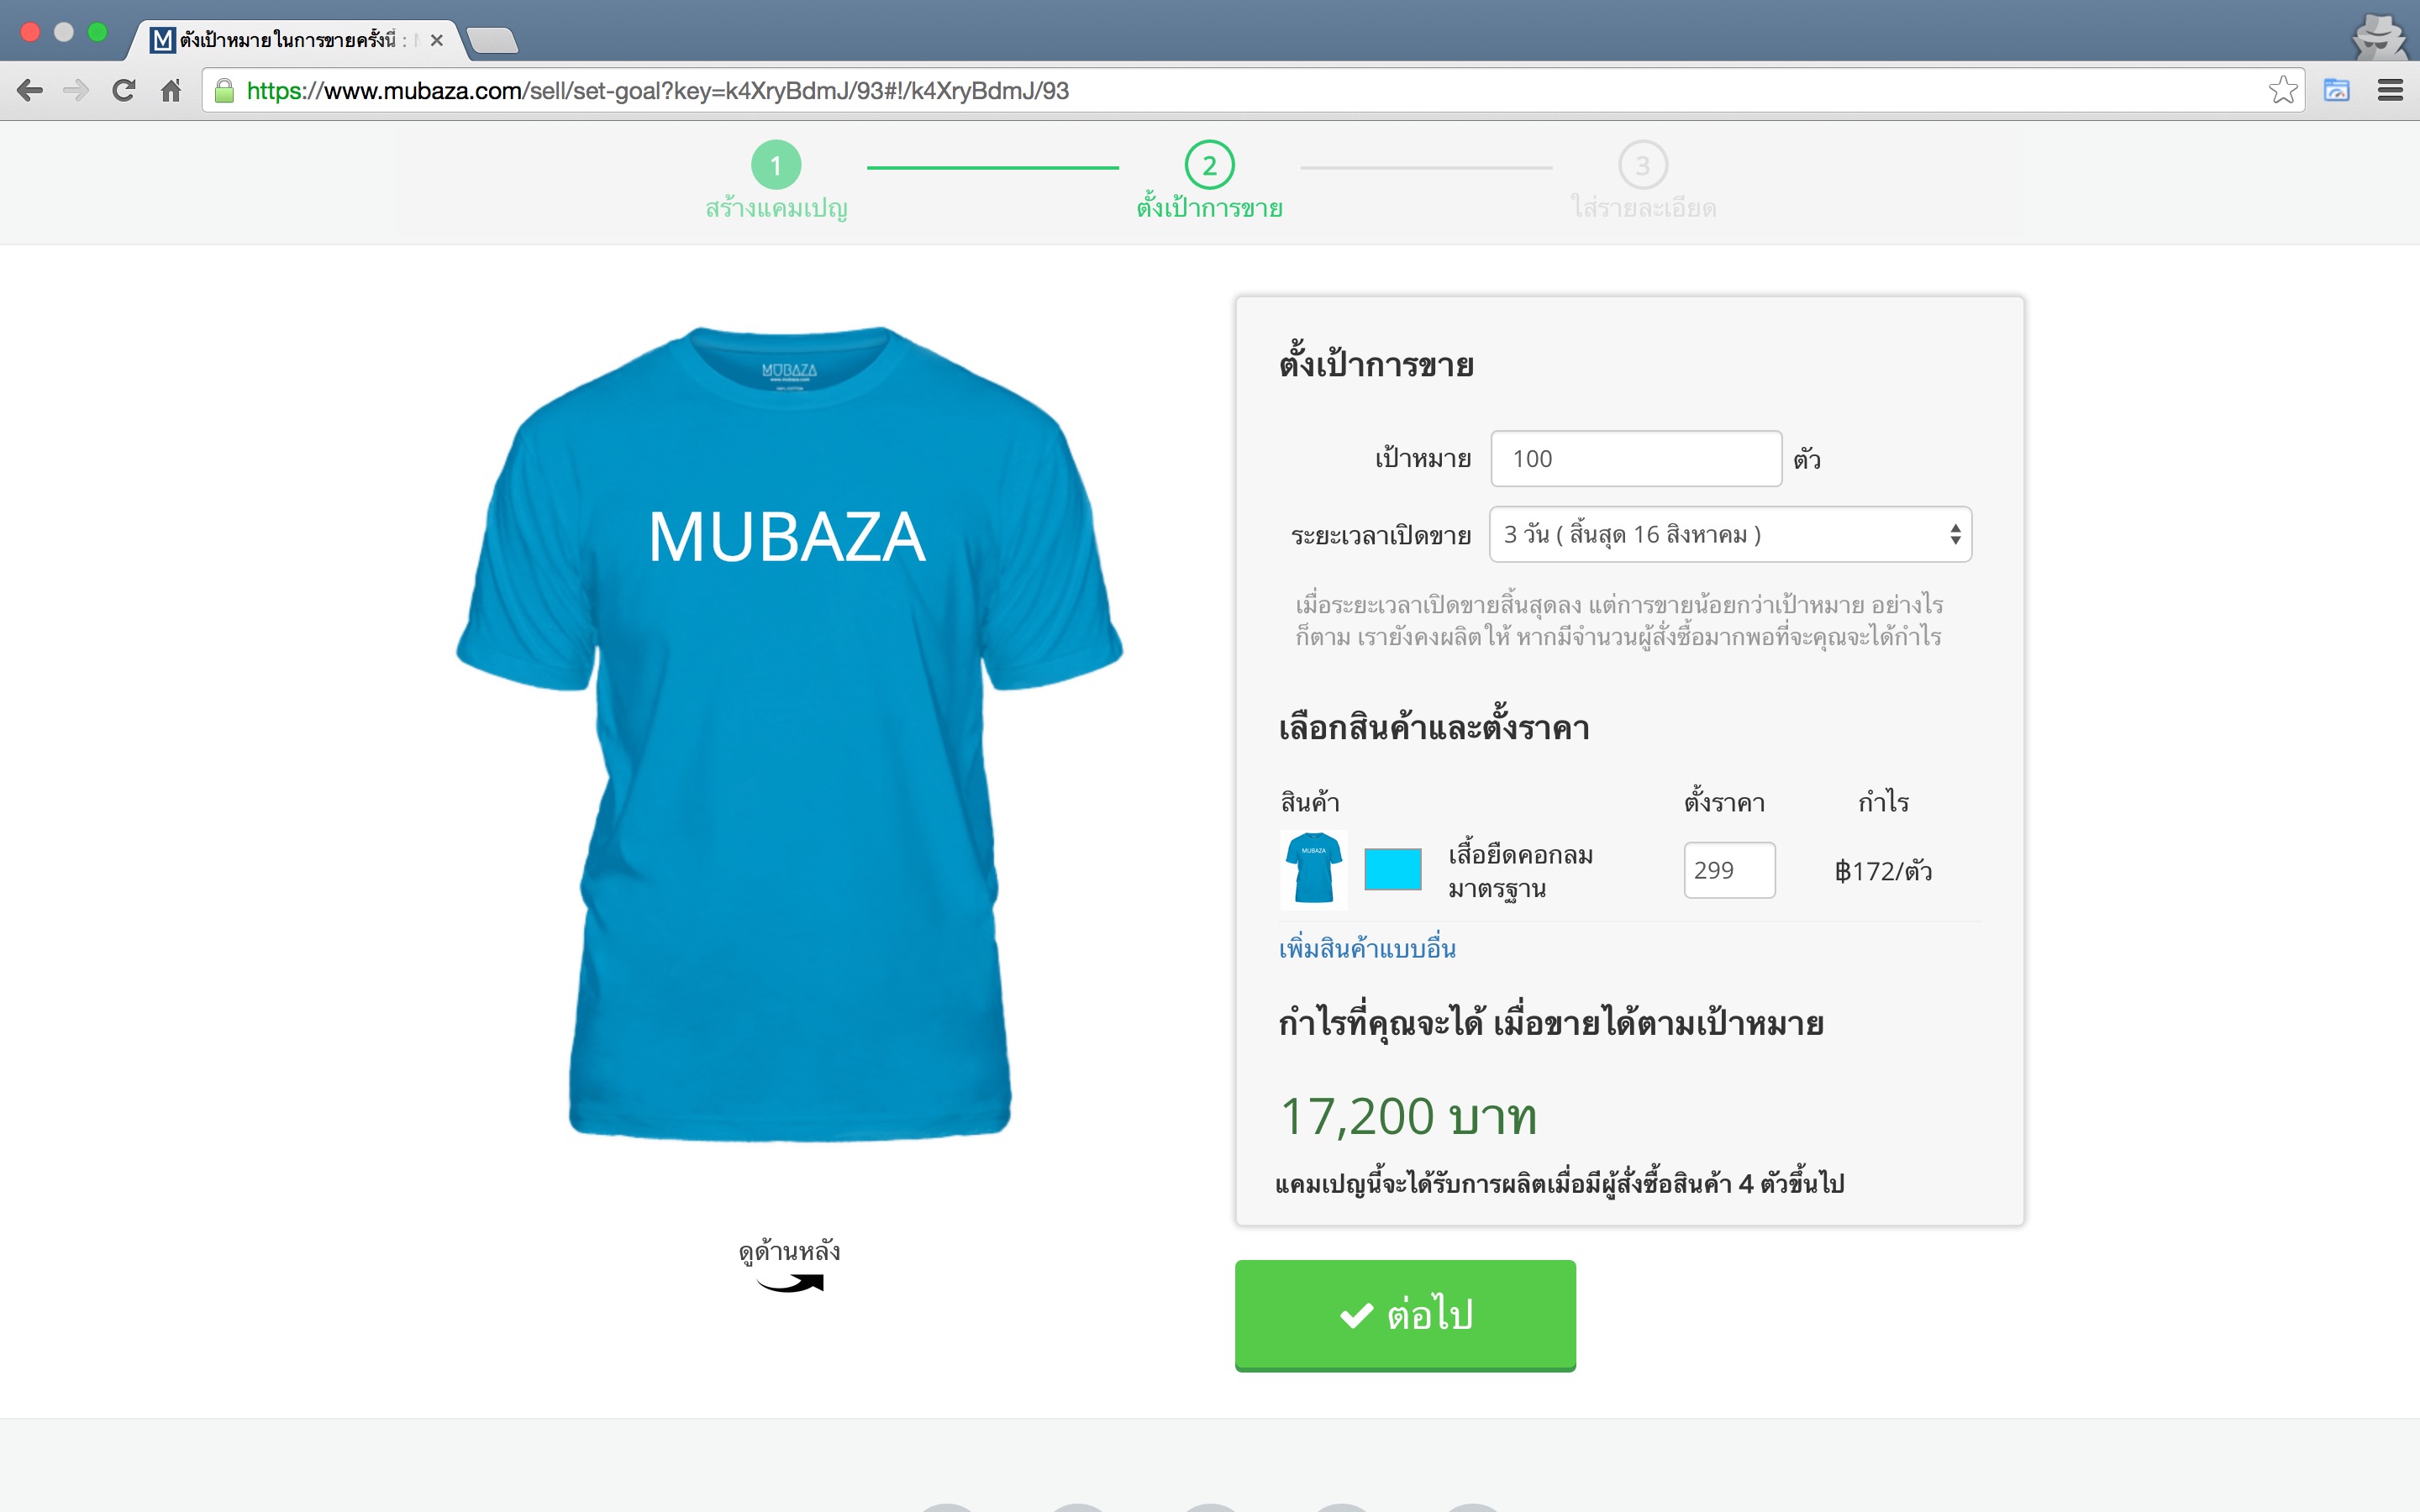 ตั้งเป้าหมายในการขายครั้งนี้ :
https://www.mubaza.com/sell/set-goal?key=k4XryBdmJ/93#!/k4XryBdmJ/93
1
สร้างแคมเปญ
2
ตั้งเป้าการขาย
3
ใส่รายละเอียด
MUBAZA
www.mubaza.com
MUBAZA
ดูด้านหลัง
ตั้งเป้าการขาย
เป้าหมาย 100 ตัว
ระยะเวลาเปิดขาย 3 วัน ( สิ้นสุด 16 สิงหาคม )
เมื่อระยะเวลาเปิดขายสิ้นสุดลง แต่การขายน้อยกว่าเป้าหมาย อย่างไร
ก็ตาม เรายังคงผลิตให้ หากมีจำนวนผู้สั่งซื้อมากพอที่จะคุณจะได้กำไร
เลือกสินค้าและตั้งราคา
สินค้า ตั้งราคา กำไร
MUBAZA
เสื้อยืดคอกลม
มาตรฐาน
299
฿172/ตัว
เพิ่มสินค้าแบบอื่น
กำไรที่คุณจะได้ เมื่อขายได้ตามเป้าหมาย
17,200 บาท
แคมเปญนี้จะได้รับการผลิตเมื่อมีผู้สั่งซื้อสินค้า 4 ตัวขึ้นไป
ต่อไป